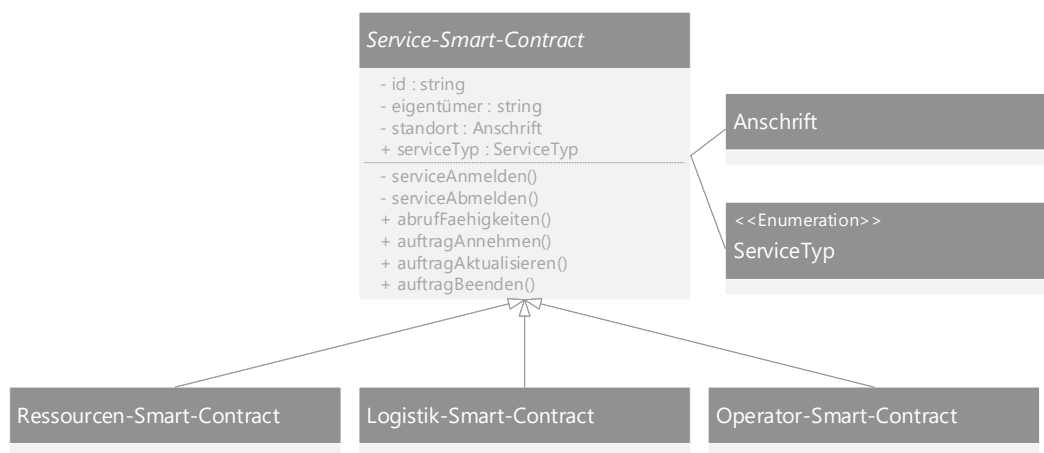 Service-Smart-Contract
- id : string
- eigentümer : string
- standort : Anschrift
+ serviceTyp : ServiceTyp
- serviceAnmelden()
- serviceAbmelden()
+ abrufFaehigkeiten()
+ auftragAnnehmen()
+ auftragAktualisieren()
+ auftragBeenden()
Anschrift
<<Enumeration>>
ServiceTyp
Ressourcen-Smart-Contract
Logistik-Smart-Contract
Operator-Smart-Contract